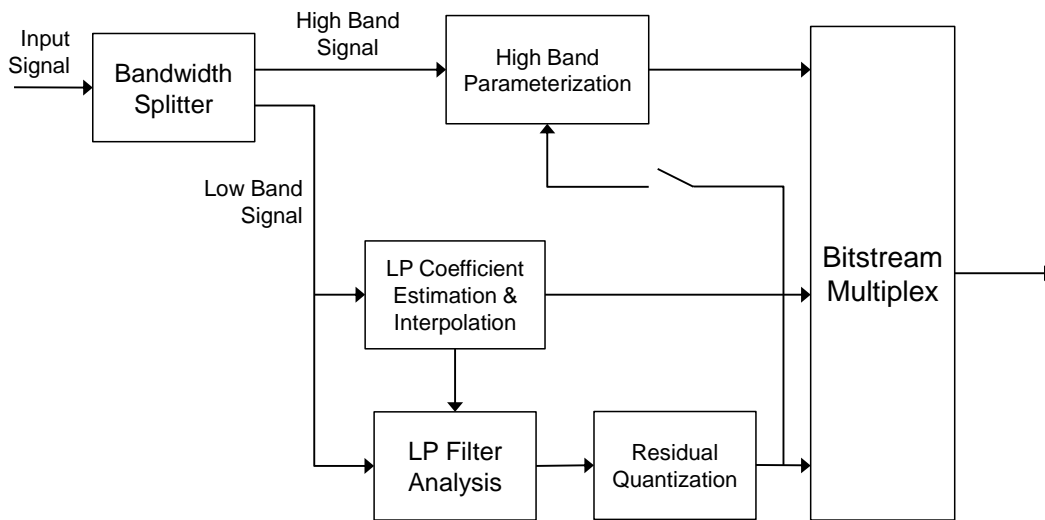 Input
Signal
Bandwidth
Splitter
High Band
Signal
High Band
Parameterization
Low Band
Signal
LP Coefficient
Estimation &
Interpolation
LP Filter
Analysis
Residual
Quantization
Bitstream
Multiplex